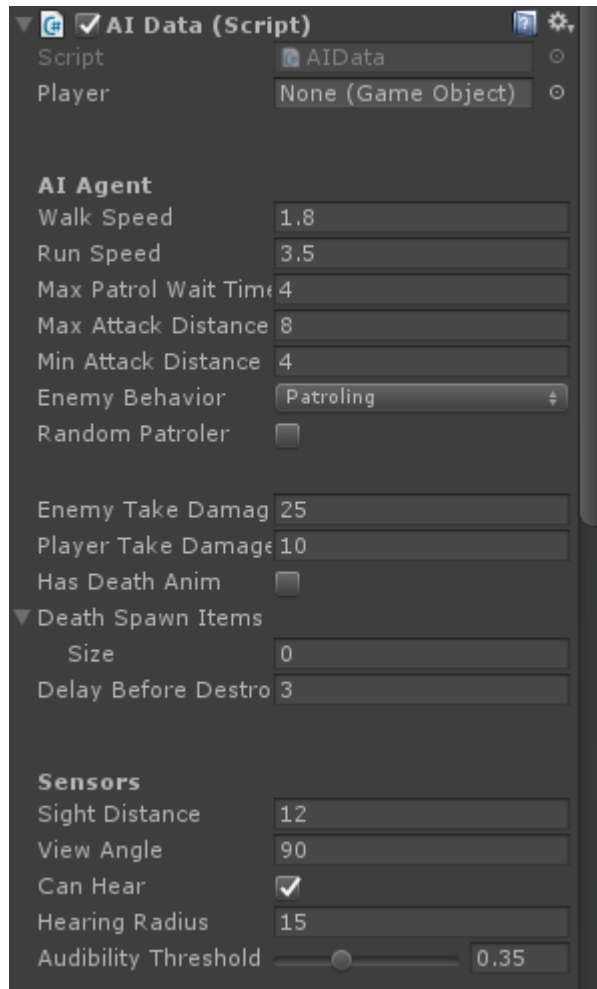 AI Data (Script)
Script AIData
Player None (Game Object)
AI Agent
Walk Speed 1.8
Run Speed 3.5
Max Patrol Wait Time 4
Max Attack Distance 8
Min Attack Distance 4
Enemy Behavior Patroling
Random Patroler
Enemy Take Damag 25
Player Take Damage 10
Has Death Anim
Death Spawn Items
Size 0
Delay Before Destro 3
Sensors
Sight Distance 12
View Angle 90
Can Hear
Hearing Radius 15
Audibility Threshold 0.35